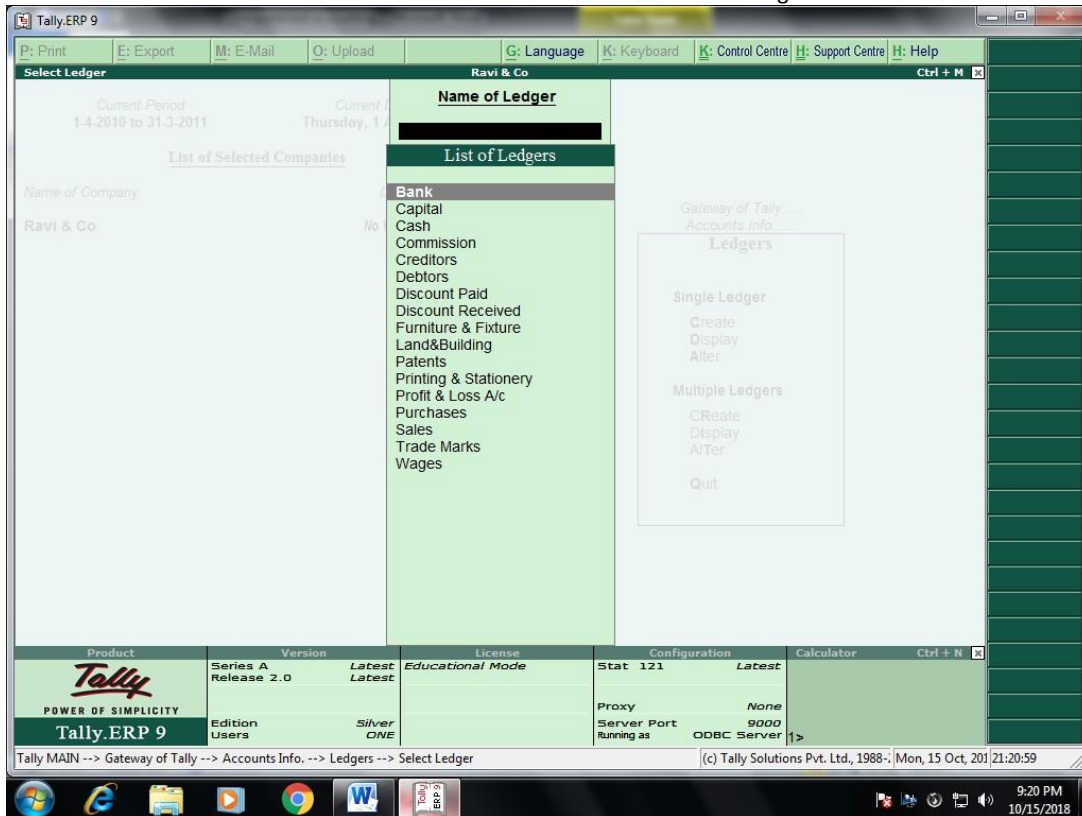 Tally.ERP 9
P: Print E: Export M: E-Mail O: Upload G: Language K: Keyboard K: Control Centre H: Support Centre H: Help
Select Ledger Ravi & Co Ctrl + M
Current Period
1-4-2010 to 31-3-2011
Thursday, 1
List of Selected Companies
Name of Company
Ravi & Co
No
Name of Ledger
List of Ledgers
Bank
Capital
Cash
Commission
Creditors
Debtors
Discount Paid
Discount Received
Furniture & Fixture
Land&Building
Patents
Printing & Stationery
Profit & Loss A/c
Purchases
Sales
Trade Marks
Wages
Gateway of Tally .....
Accounts Info. .....
Ledgers
Single Ledger
Create
Display
Alter
Multiple Ledgers
CReate
DIsplay
AlTer
Quit
Product Version License Configuration Calculator Ctrl + N
Tally
POWER OF SIMPLICITY
Tally.ERP 9
Series A Latest
Release 2.0 Latest
Edition Silver
Users ONE
Educational Mode
Stat 121 Latest
Proxy None
Server Port 9000
Running as ODBC Server
1>
Tally MAIN --> Gateway of Tally --> Accounts Info. --> Ledgers --> Select Ledger (c) Tally Solutions Pvt. Ltd., 1988- Mon, 15 Oct, 201 21:20:59
9:20 PM
10/15/2018